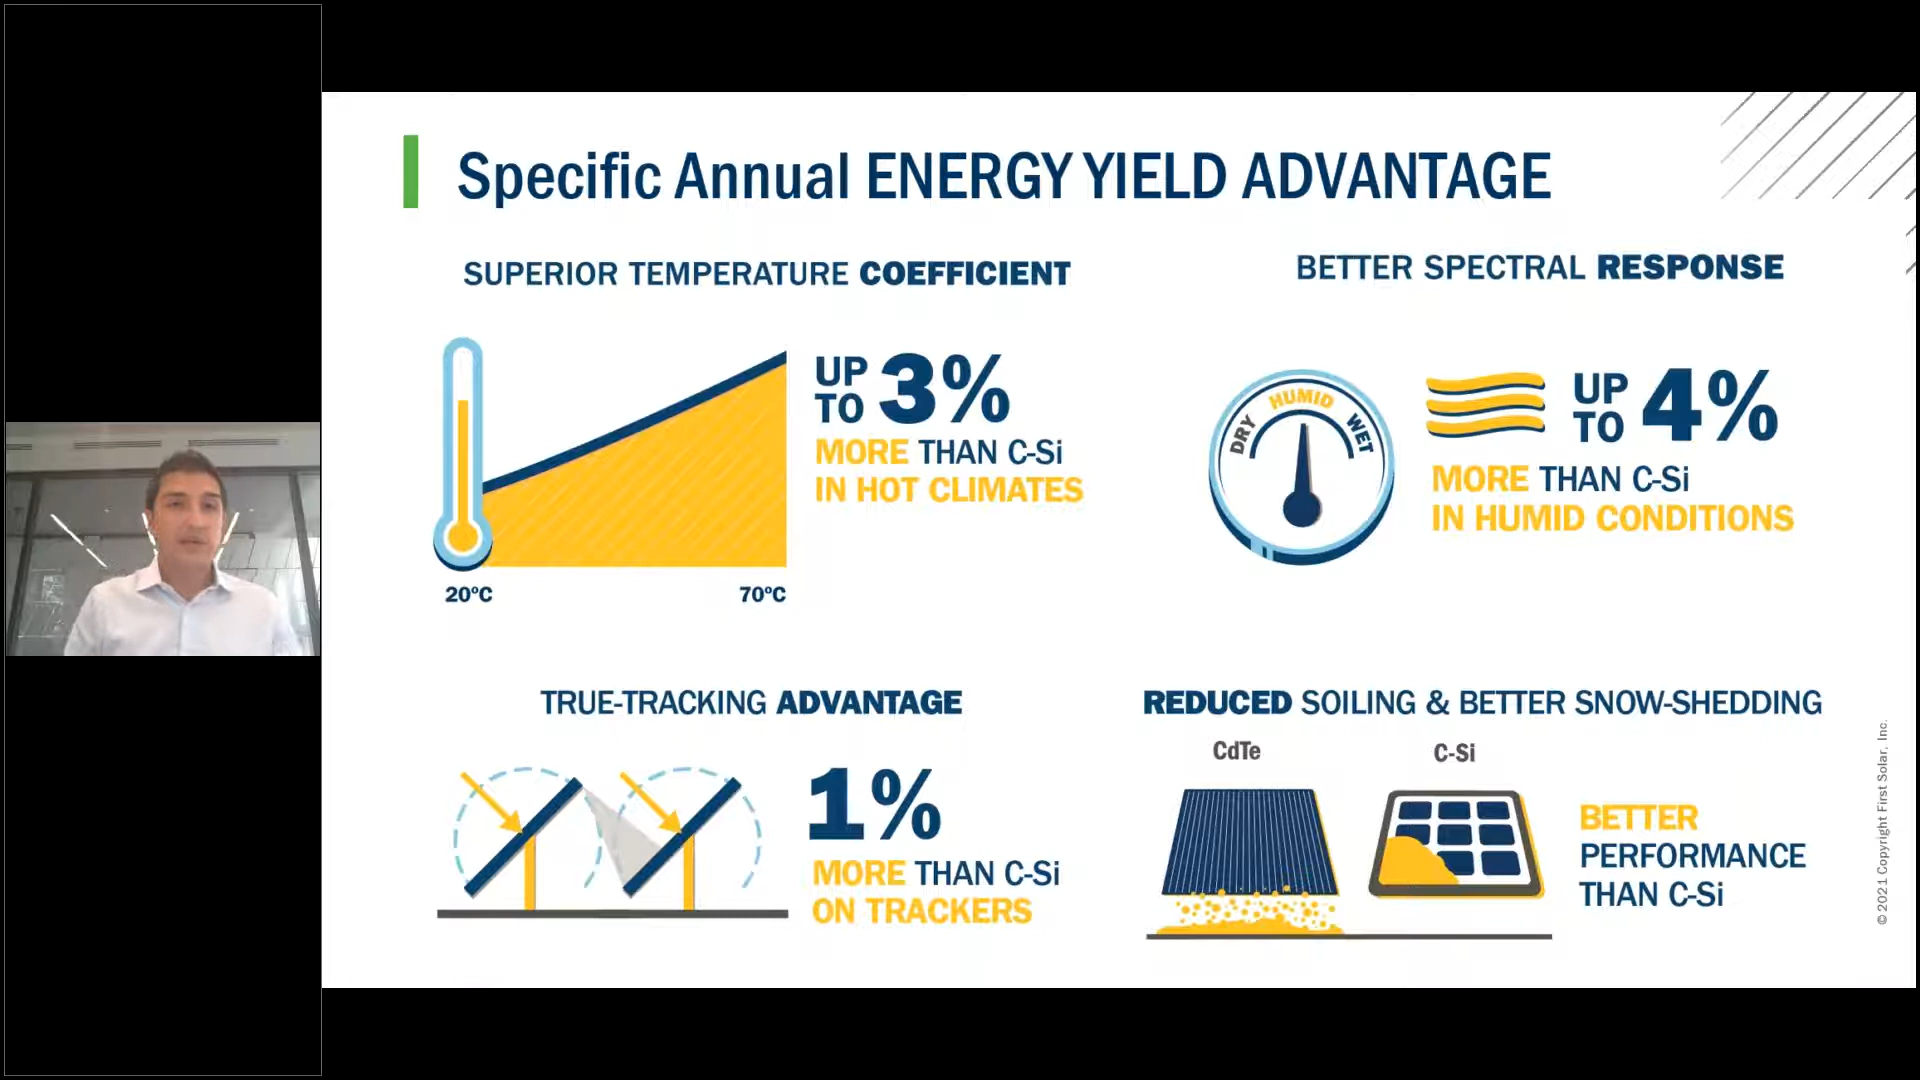 Specific Annual ENERGY YIELD ADVANTAGE
SUPERIOR TEMPERATURE COEFFICIENT
UP TO 3%
MORE THAN C-Si
IN HOT CLIMATES
20ºC
70ºC
BETTER SPECTRAL RESPONSE
DRY HUMID WET
UP TO 4%
MORE THAN C-Si
IN HUMID CONDITIONS
TRUE-TRACKING ADVANTAGE
1%
MORE THAN C-Si
ON TRACKERS
REDUCED SOILING & BETTER SNOW-SHEDDING
CdTe
C-Si
BETTER
PERFORMANCE
THAN C-Si
© 2021 Copyright First Solar, Inc.